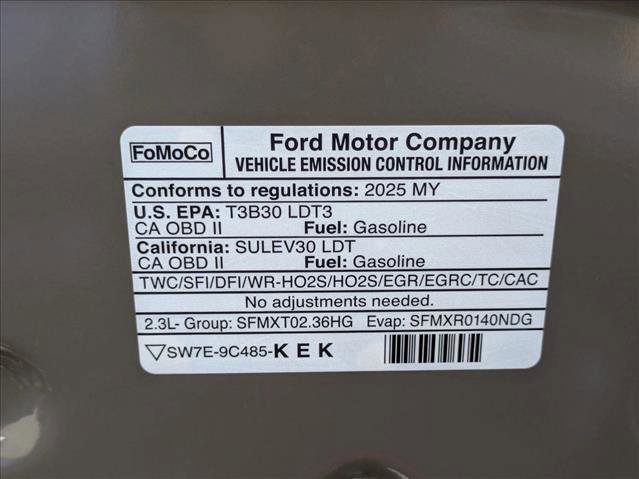 FoMoCo
Ford Motor Company
VEHICLE EMISSION CONTROL INFORMATION
Conforms to regulations: 2025 MY
U.S. EPA: T3B30 LDT3
CA OBD II Fuel: Gasoline
California: SULEV30 LDT
CA OBD II Fuel: Gasoline
TWC/SFI/DFI/WR-HO2S/HO2S/EGR/EGRC/TC/CAC
No adjustments needed.
2.3L- Group: SFMXT02.36HG Evap: SFMXR0140NDG
SW7E-9C485-K E K